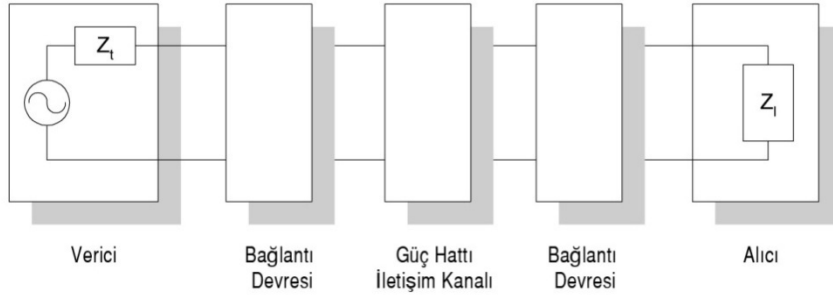 Zt
Zl
Verici
Bağlantı
Devresi
Güç Hattı
İletişim Kanalı
Bağlantı
Devresi
Alıcı